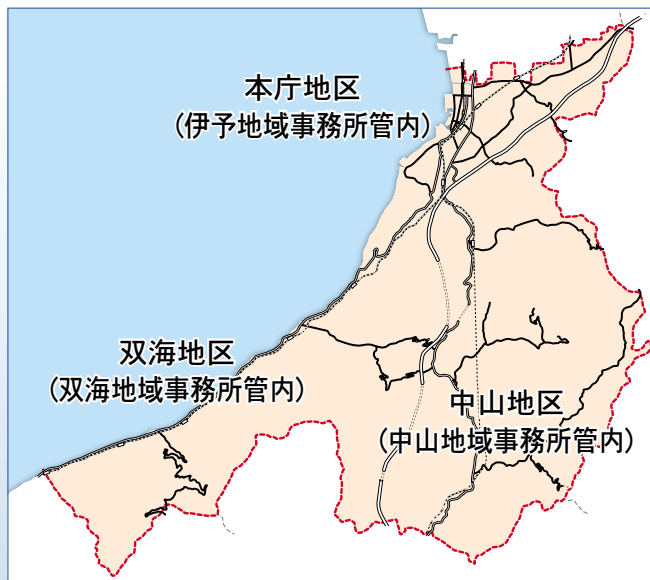 本庁地区
(伊予地域事務所管内)
双海地区
(双海地域事務所管内)
中山地区
(中山地域事務所管内)